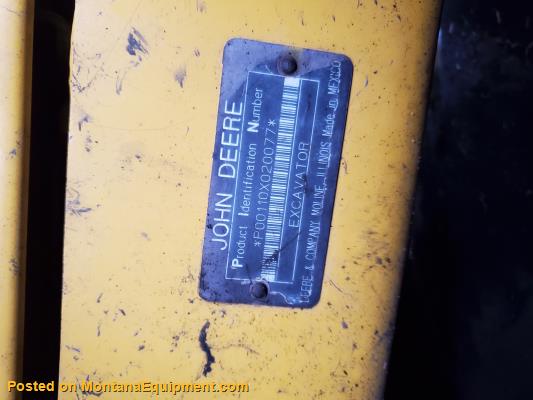 JOHN DEERE
Product Identification Number
*P00110X020077*
EXCAVATOR
DEERE & COMPANY MOLINE, ILLINOIS Made in MEXICO
Posted on MontanaEquipment.com